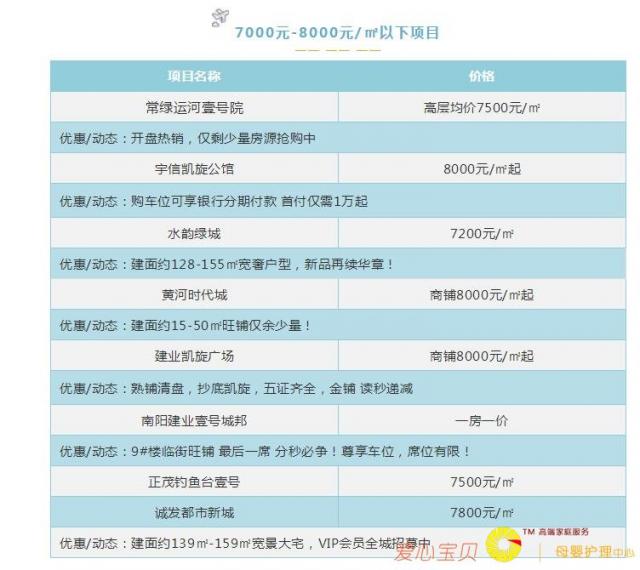 7000元-8000元/㎡以下项目
项目名称 价格
常绿运河壹号院 高层均价7500元/㎡
优惠/动态：开盘热销，仅剩少量房源抢购中
宇信凯旋公馆 8000元/㎡起
优惠/动态：购车位可享银行分期付款 首付仅需1万起
水韵绿城 7200元/㎡
优惠/动态：建面约128-155㎡宽奢户型，新品再续华章！
黄河时代城 商铺8000元/㎡起
优惠/动态：建面约15-50㎡旺铺仅余少量！
建业凯旋广场 商铺8000元/㎡起
优惠/动态：熟铺清盘，抄底凯旋，五证齐全，金铺 读秒递减
南阳建业壹号城邦 一房一价
优惠/动态：9#楼临街旺铺 最后一席 分秒必争！尊享车位，席位有限！
正茂钓鱼台壹号 7500元/㎡
诚发都市新城 7800元/㎡
优惠/动态：建面约139㎡-159㎡宽景大宅，VIP会员全城招募中
爱心宝贝 TM 高端家庭服务
母婴护理中心